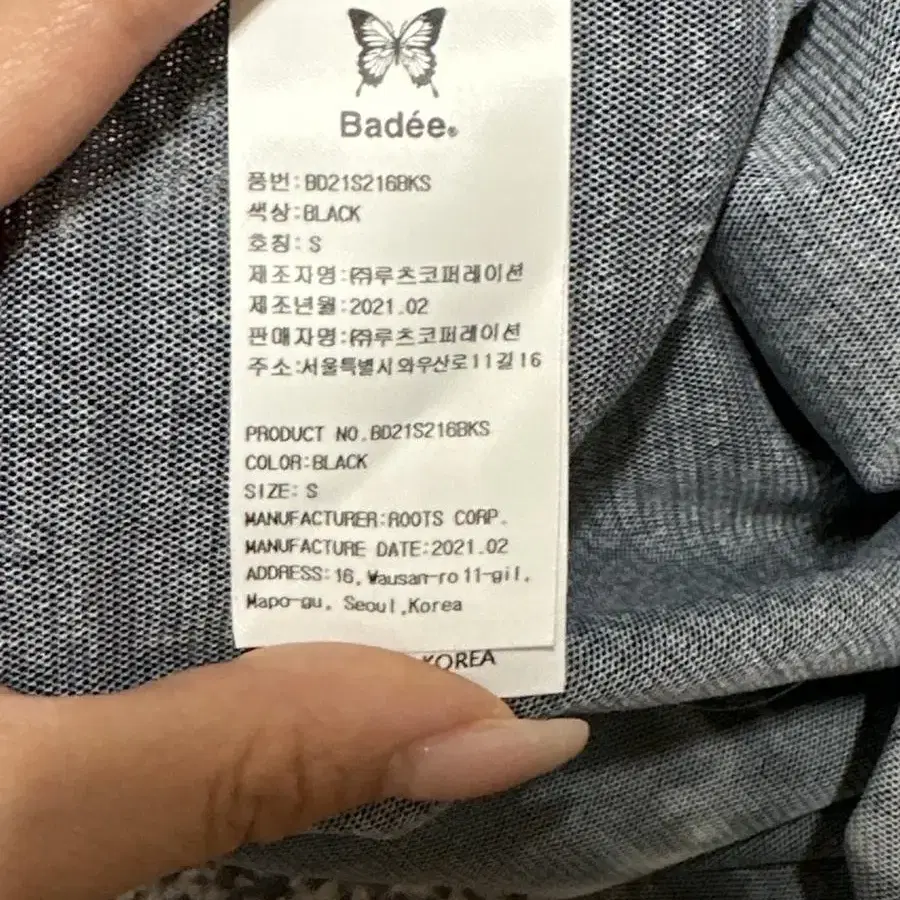 Badée®
품번:BD21S216BKS
색상:BLACK
호칭: S
제조자명:㈜루츠코퍼레이션
제조년월:2021.02
판매자명:㈜루츠코퍼레이션
주소:서울특별시 와우산로11길 16
PRODUCT NO.BD21S216BKS
COLOR:BLACK
SIZE: S
MANUFACTURER:ROOTS CORP.
MANUFACTURE DATE:2021.02
ADDRESS:16, Wausan-ro 11-gil,
Mapo-gu, Seoul,Korea
KOREA